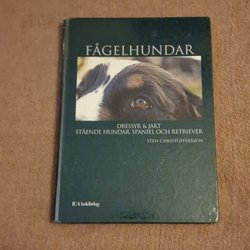 FÅGELHUNDAR
DRESSYR & JAKT
STÅENDE HUNDAR, SPANIEL OCH RETRIEVER
STEN CHRISTOFFERSSON
ICA bokförlag